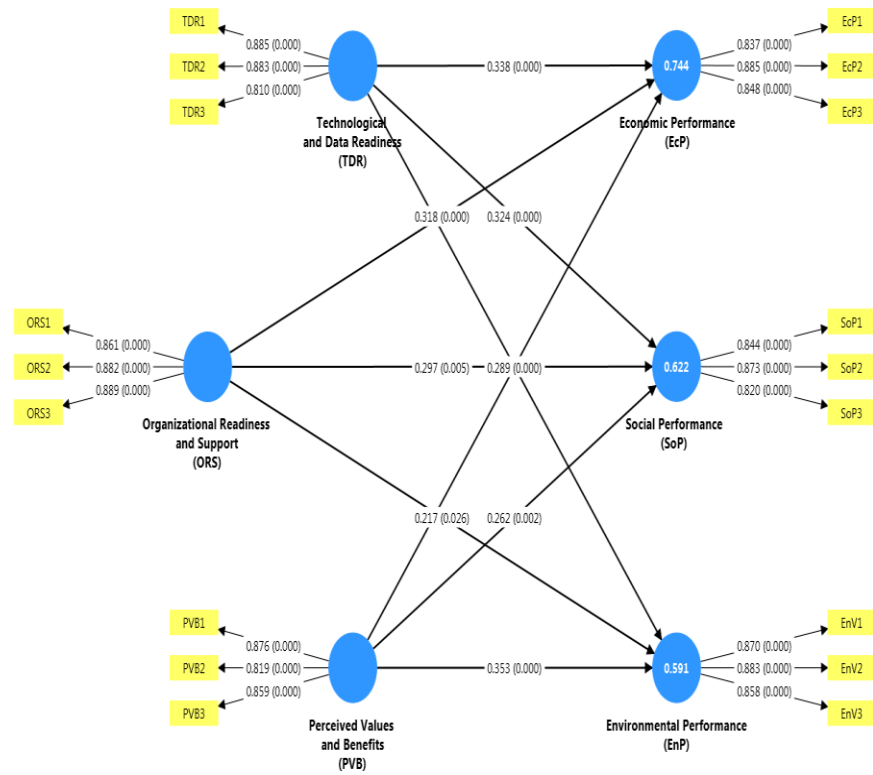 TDR1
0.885 (0.000)
TDR2
0.883 (0.000)
0.810 (0.000)
TDR3
Technological
and Data Readiness
(TDR)
0.338 (0.000)
0.744
Economic Performance
(EcP)
EcP1
0.837 (0.000)
0.885 (0.000)
EcP2
0.848 (0.000)
EcP3
0.318 (0.000)
0.324 (0.000)
ORS1
0.861 (0.000)
ORS2
0.882 (0.000)
0.889 (0.000)
ORS3
Organizational Readiness
and Support
(ORS)
0.297 (0.005)
0.289 (0.000)
0.622
Social Performance
(SoP)
SoP1
0.844 (0.000)
SoP2
0.873 (0.000)
0.820 (0.000)
SoP3
0.217 (0.026)
0.262 (0.002)
PVB1
0.876 (0.000)
PVB2
0.819 (0.000)
0.859 (0.000)
PVB3
Perceived Values
and Benefits
(PVB)
0.353 (0.000)
0.591
Environmental Performance
(EnP)
EnV1
0.870 (0.000)
EnV2
0.883 (0.000)
0.858 (0.000)
EnV3